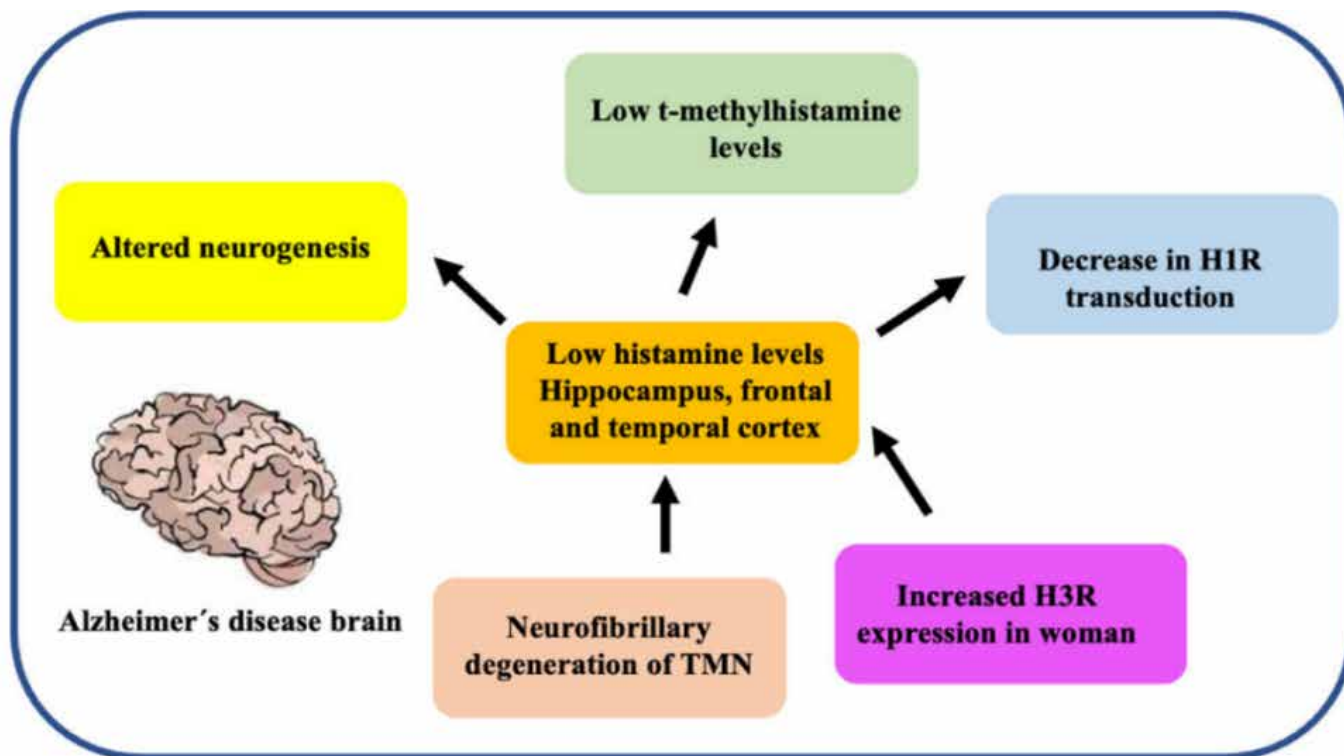 Low t-methylhistamine
levels
Altered neurogenesis
Decrease in H1R
transduction
Low histamine levels
Hippocampus, frontal
and temporal cortex
Alzheimer´s disease brain
Neurofibrillary
degeneration of TMN
Increased H3R
expression in woman